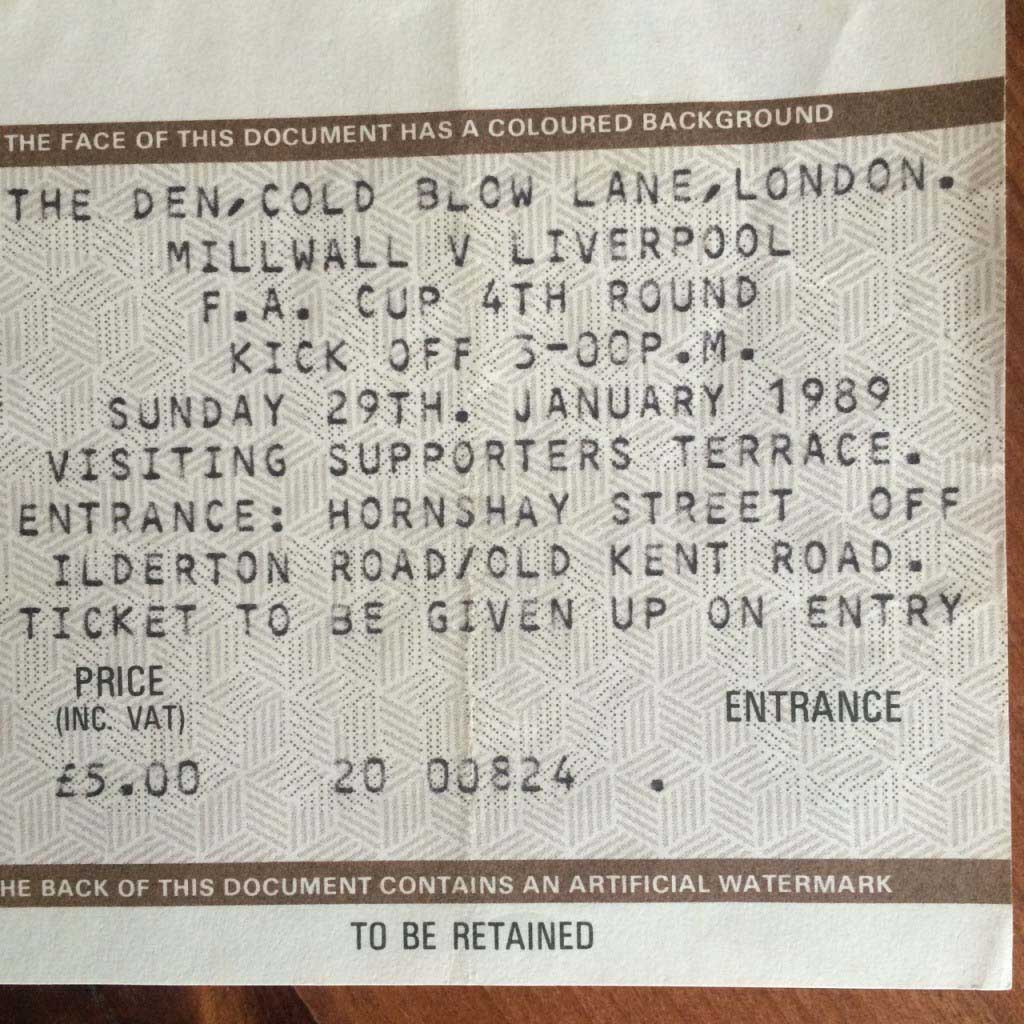 THE FACE OF THIS DOCUMENT HAS A COLOURED BACKGROUND
THE DEN, COLD BLOW LANE, LONDON.
MILLWALL V LIVERPOOL
F.A. CUP 4TH ROUND
KICK OFF 3-00P.M.
SUNDAY 29TH. JANUARY 1989
VISITING SUPPORTERS TERRACE.
ENTRANCE: HORNSHAY STREET OFF
ILDERTON ROAD/OLD KENT ROAD.
TICKET TO BE GIVEN UP ON ENTRY
PRICE
(INC. VAT)
ENTRANCE
£5.00 20 00824 .
HE BACK OF THIS DOCUMENT CONTAINS AN ARTIFICIAL WATERMARK
TO BE RETAINED